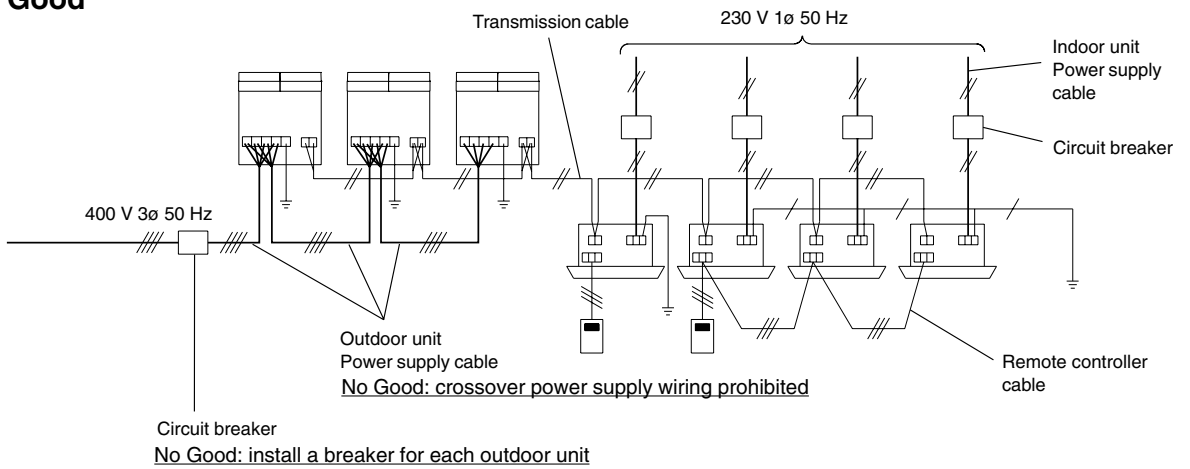 Good
Transmission cable
230 V 1ø 50 Hz
Indoor unit
Power supply
cable
Circuit breaker
400 V 3ø 50 Hz
Outdoor unit
Power supply cable
No Good: crossover power supply wiring prohibited
Remote controller
cable
Circuit breaker
No Good: install a breaker for each outdoor unit